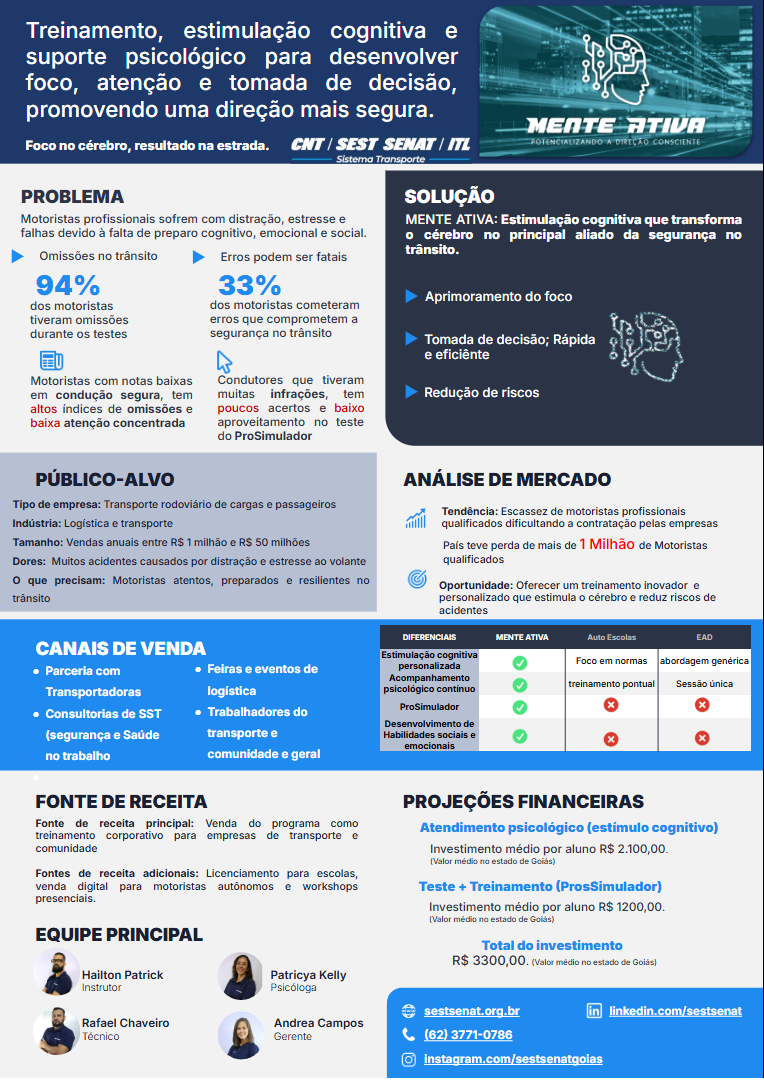 Treinamento, estimulação cognitiva e
suporte psicológico para desenvolver
foco, atenção e tomada de decisão,
promovendo uma direção mais segura.
Foco no cérebro, resultado na estrada.
CNT / SEST SENAT / ITL
Sistema Transporte
MENTE ATIVA
POTENCIALIZANDO A DIREÇÃO CONSCIENTE
PROBLEMA
Motoristas profissionais sofrem com distração, estresse e
falhas devido à falta de preparo cognitivo, emocional e social.
Omissões no trânsito
94%
dos motoristas
tiveram omissões
durante os testes
Motoristas com notas baixas
em condução segura, tem
altos índices de omissões e
baixa atenção concentrada
Erros podem ser fatais
33%
dos motoristas cometeram
erros que comprometem a
segurança no trânsito
Condutores que tiveram
muitas infrações, tem
poucos acertos e baixo
aproveitamento no teste
do ProSimulador
SOLUÇÃO
MENTE ATIVA: Estimulação cognitiva que transforma
o cérebro no principal aliado da segurança no
trânsito.
Aprimoramento do foco
Tomada de decisão; Rápida
e eficiênte
Redução de riscos
PÚBLICO-ALVO
Tipo de empresa: Transporte rodoviário de cargas e passageiros
Indústria: Logística e transporte
Tamanho: Vendas anuais entre R$ 1 milhão e R$ 50 milhões
Dores: Muitos acidentes causados por distração e estresse ao volante
O que precisam: Motoristas atentos, preparados e resilientes no
trânsito
ANÁLISE DE MERCADO
Tendência: Escassez de motoristas profissionais
qualificados dificultando a contratação pelas empresas
País teve perda de mais de 1 Milhão de Motoristas
qualificados
Oportunidade: Oferecer um treinamento inovador e
personalizado que estimula o cérebro e reduz riscos de
acidentes
CANAIS DE VENDA
Parceria com
Transportadoras
Consultorias de SST
(segurança e Saúde
no trabalho
Feiras e eventos de
logística
Trabalhadores do
transporte e
comunidade e geral
DIFERENCIAIS MENTE ATIVA Auto Escolas EAD
Estimulação cognitiva
personalizada
Foco em normas abordagem genérica
Acompanhamento
psicológico contínuo
treinamento pontual Sessão única
ProSimulador
Desenvolvimento de
Habilidades sociais e
emocionais
FONTE DE RECEITA
Fonte de receita principal: Venda do programa como
treinamento corporativo para empresas de transporte e
comunidade
Fontes de receita adicionais: Licenciamento para escolas,
venda digital para motoristas autônomos e workshops
presenciais.
EQUIPE PRINCIPAL
Hailton Patrick
Instrutor
Patricya Kelly
Psicóloga
Rafael Chaveiro
Técnico
Andrea Campos
Gerente
PROJEÇÕES FINANCEIRAS
Atendimento psicológico (estímulo cognitivo)
Investimento médio por aluno R$ 2.100,00.
(Valor médio no estado de Goiás)
Teste + Treinamento (ProsSimulador)
Investimento médio por aluno R$ 1200,00.
(Valor médio no estado de Goiás)
Total do investimento
R$ 3300,00. (Valor médio no estado de Goiás)
sestsenat.org.br
linkedin.com/sestsenat
(62) 3771-0786
instagram.com/sestsenatgoias